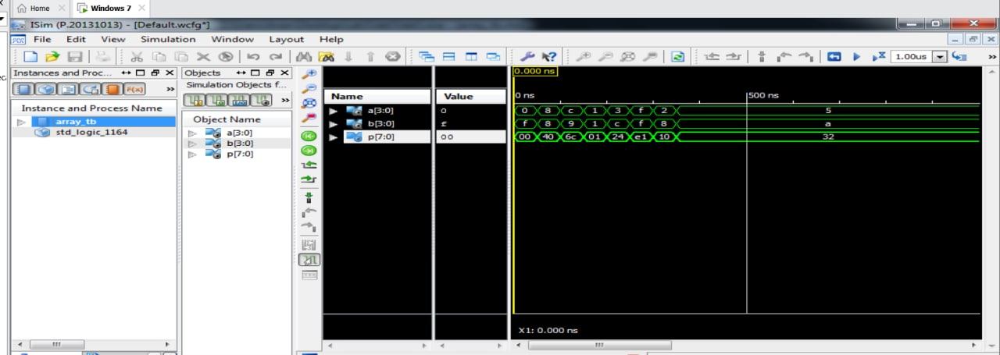 Home × Windows 7 ×
ISim (P.20131013) - [Default.wcfg*]
File Edit View Simulation Window Layout Help
1.00us
Instances and Proc...
F(x)
Instance and Process Name
array_tb
std_logic_1164
Objects
Simulation Objects f...
Object Name
a[3:0]
b[3:0]
p[7:0]
Name Value
a[3:0] 0
b[3:0] f
p[7:0] 00
0.000 ns
0 ns 500 ns
0 8 c 1 3 f 2 5
f 8 9 1 c f 8 a
00 40 6c 01 24 e1 10 32
X1: 0.000 ns